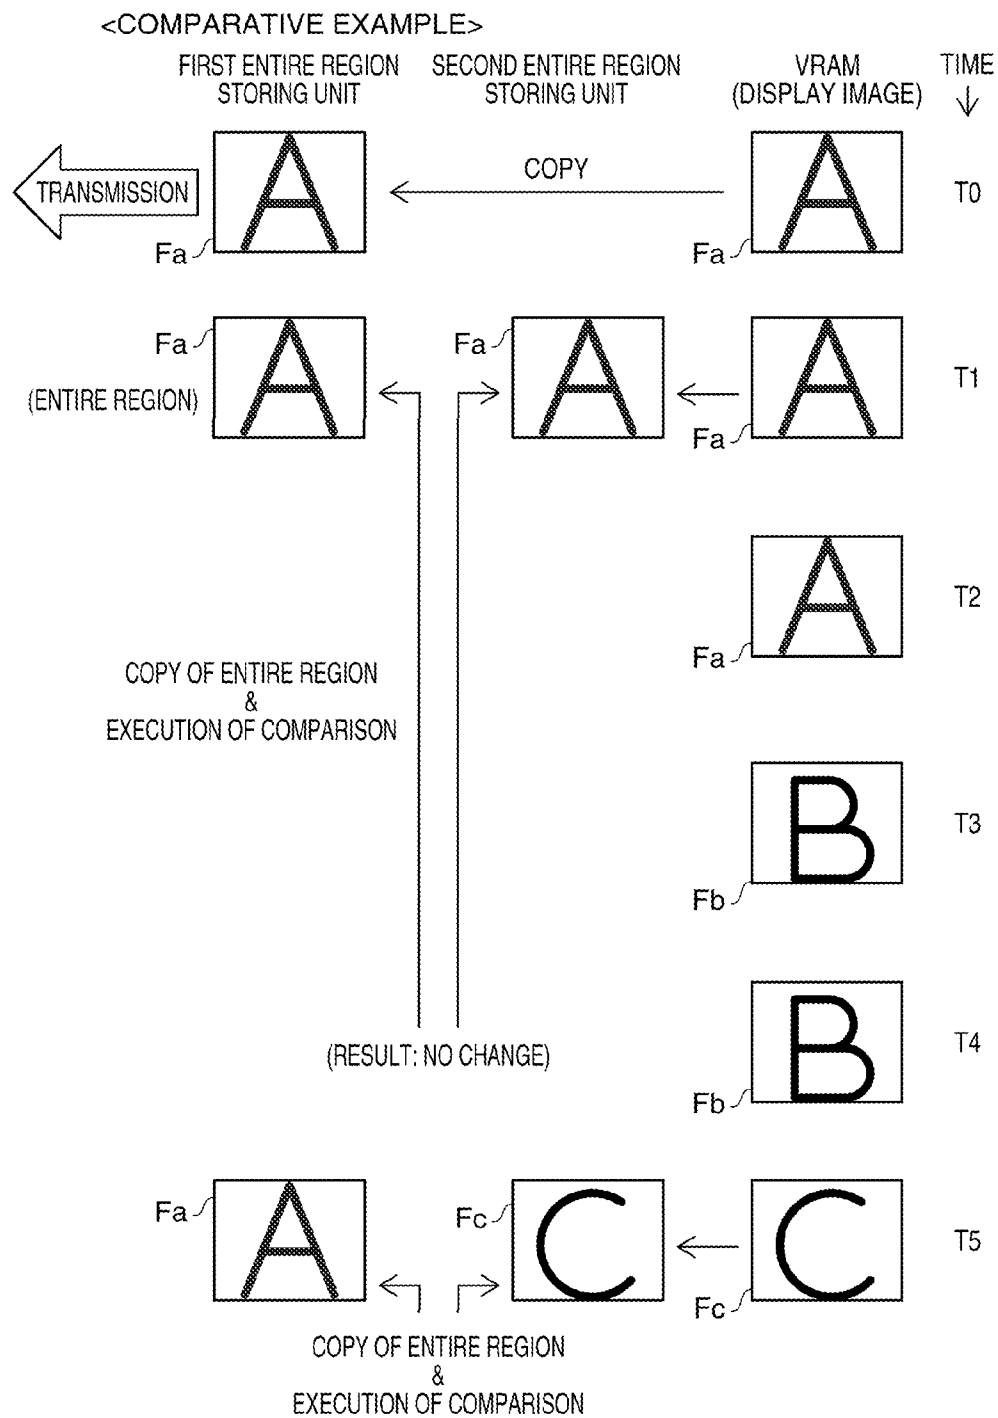 <COMPARATIVE EXAMPLE>
FIRST ENTIRE REGION
STORING UNIT
SECOND ENTIRE REGION
STORING UNIT
VRAM
(DISPLAY IMAGE)
TIME
TRANSMISSION
A
Fa
COPY
A
Fa
T0
Fa
(ENTIRE REGION)
A
Fa
A
A
Fa
T1
A
Fa
T2
COPY OF ENTIRE REGION
&
EXECUTION OF COMPARISON
B
Fb
T3
B
Fb
T4
(RESULT: NO CHANGE)
Fa
A
Fc
C
C
Fc
T5
COPY OF ENTIRE REGION
&
EXECUTION OF COMPARISON